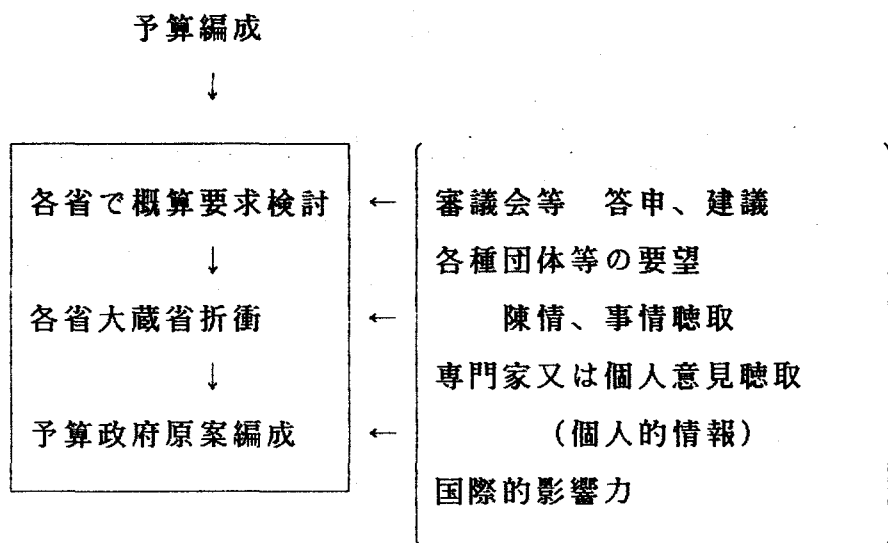 予算編成
↓
各省で概算要求検討 ← 審議会等 答申、建議
↓ 各種団体等の要望
各省大蔵省折衝 ← 陳情、事情聴取
↓ 専門家又は個人意見聴取
予算政府原案編成 ← (個人的情報)
国際的影響力